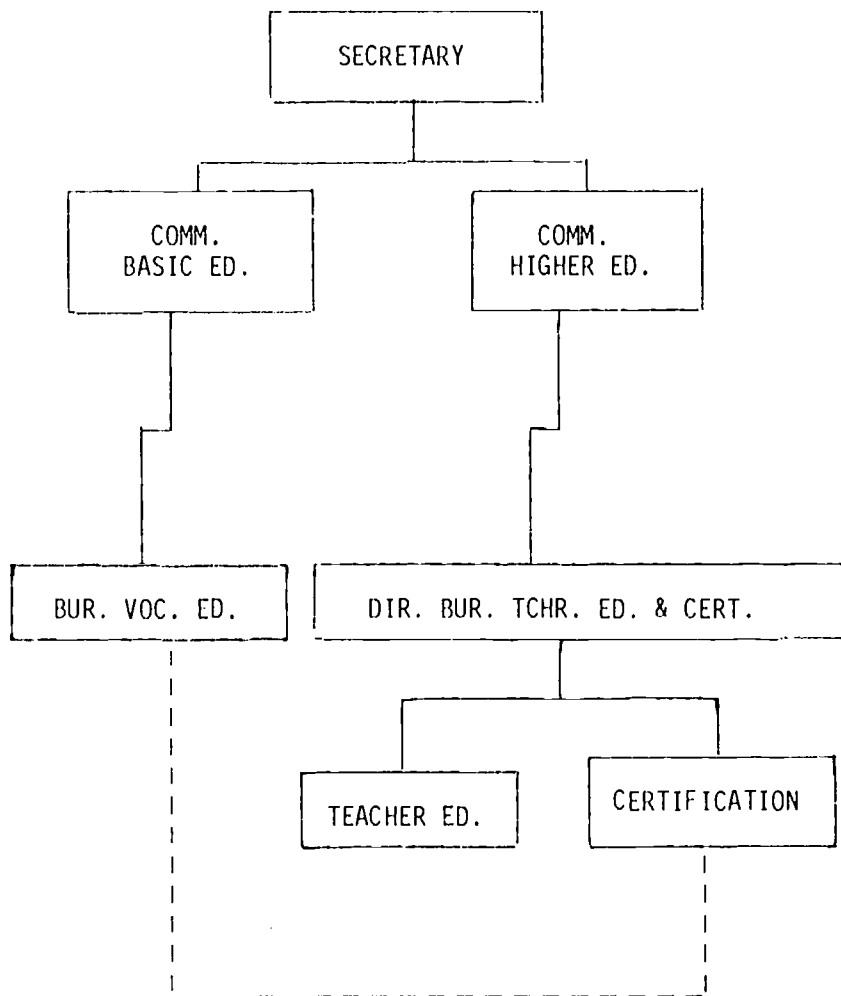 SECRETARY
COMM.
BASIC ED.
COMM.
HIGHER ED.
BUR. VOC. ED.
DIR. BUR. TCHR. ED. & CERT.
TEACHER ED.
CERTIFICATION